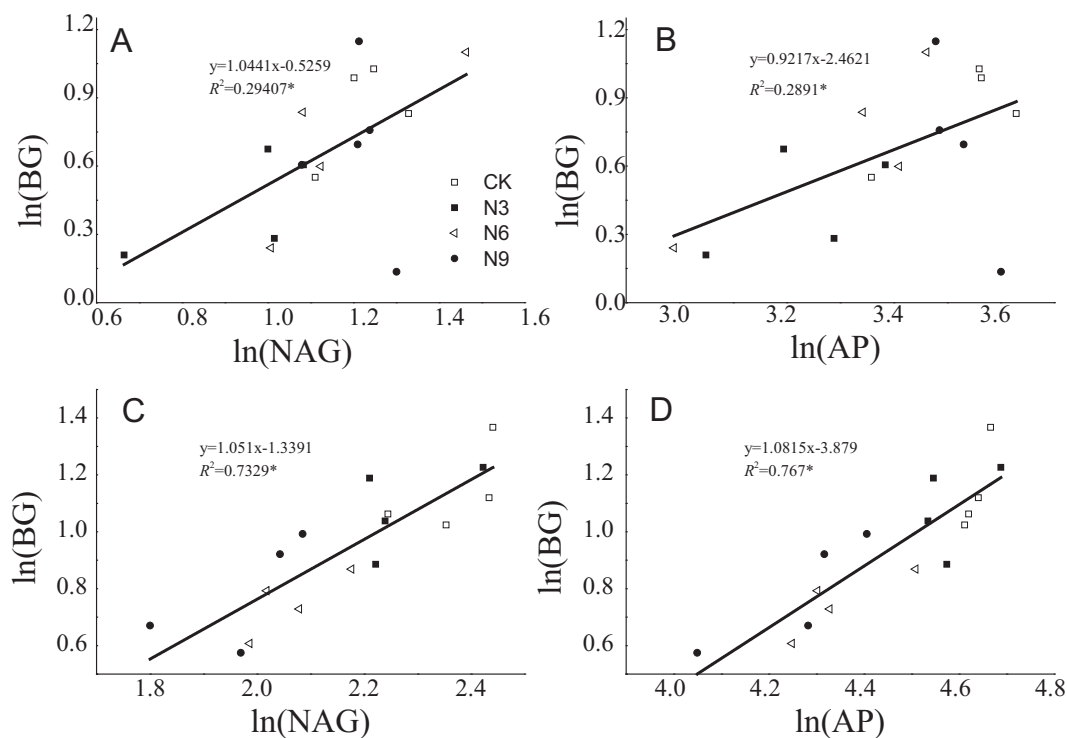 A
y=1.0441x-0.5259
R²=0.29407*
CK
N3
N6
N9
1.2
0.9
0.6
0.3
0.0
ln(BG)
0.6 0.8 1.0 1.2 1.4 1.6
ln(NAG)
B
y=0.9217x-2.4621
R²=0.2891*
1.2
0.9
0.6
0.3
0.0
ln(BG)
3.0 3.2 3.4 3.6
ln(AP)
C
y=1.051x-1.3391
R²=0.7329*
1.4
1.2
1.0
0.8
0.6
ln(BG)
1.8 2.0 2.2 2.4
ln(NAG)
D
y=1.0815x-3.879
R²=0.767*
1.4
1.2
1.0
0.8
0.6
ln(BG)
4.0 4.2 4.4 4.6 4.8
ln(AP)